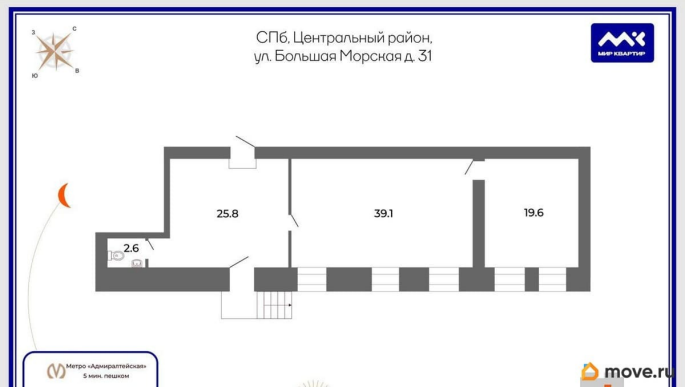 СПб, Центральный район,
ул. Большая Морская д. 31
МИР КВАРТИР
З
С
Ю
В
25.8
39.1
19.6
2.6
Метро «Адмиралтейская»
5 мин. пешком
move.ru